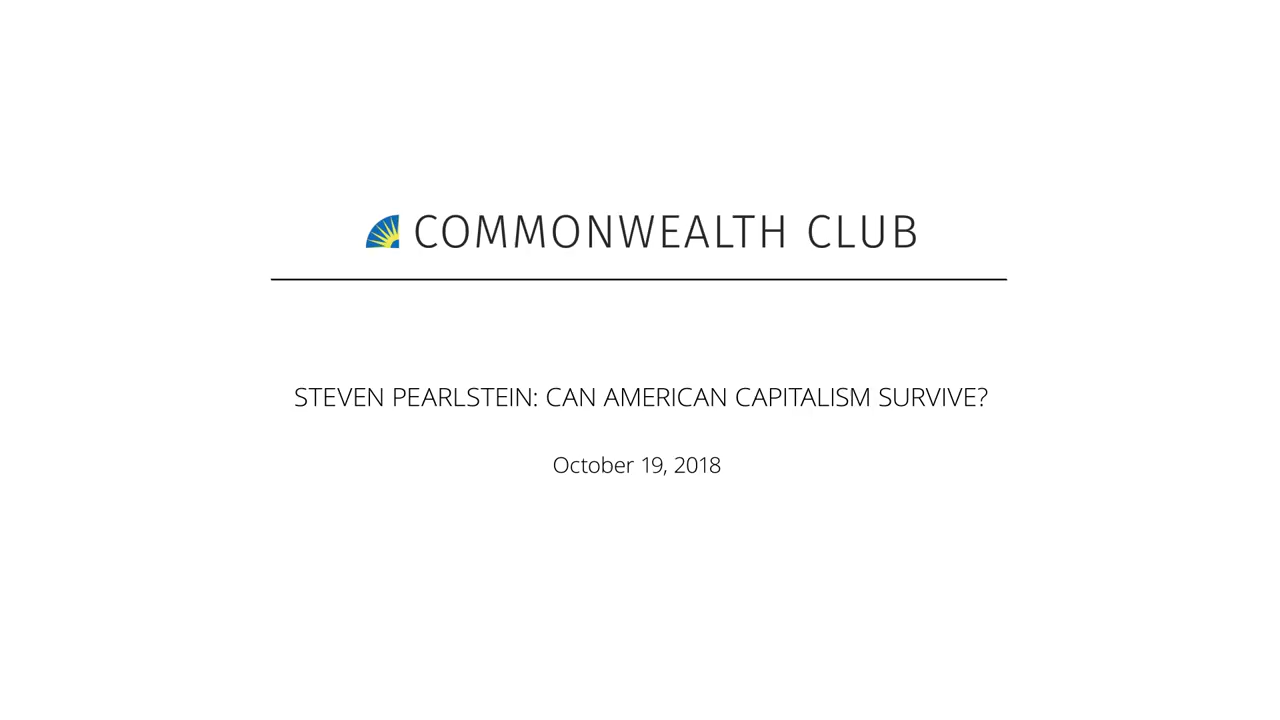 COMMONWEALTH CLUB
STEVEN PEARLSTEIN: CAN AMERICAN CAPITALISM SURVIVE?
October 19, 2018